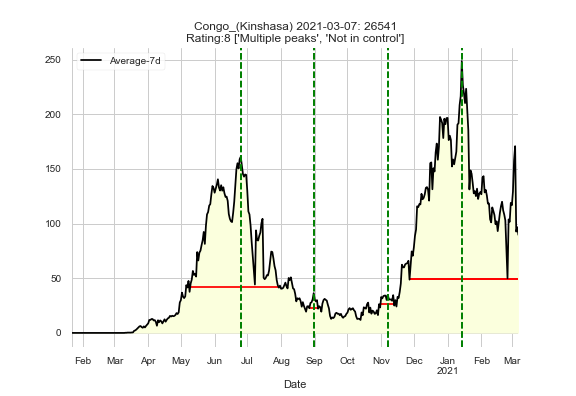 Congo_(Kinshasa) 2021-03-07: 26541
Rating:8 ['Multiple peaks', 'Not in control']
Average-7d
250
200
150
100
50
0
Feb Mar Apr May Jun Jul Aug Sep Oct Nov Dec Jan Feb Mar
2021
Date